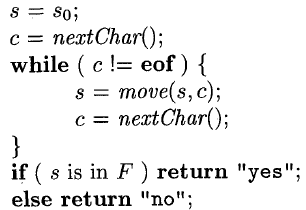 s = s₀;
c = nextChar();
while ( c != eof ) {
s = move(s, c);
c = nextChar();
}
if ( s is in F ) return "yes";
else return "no";